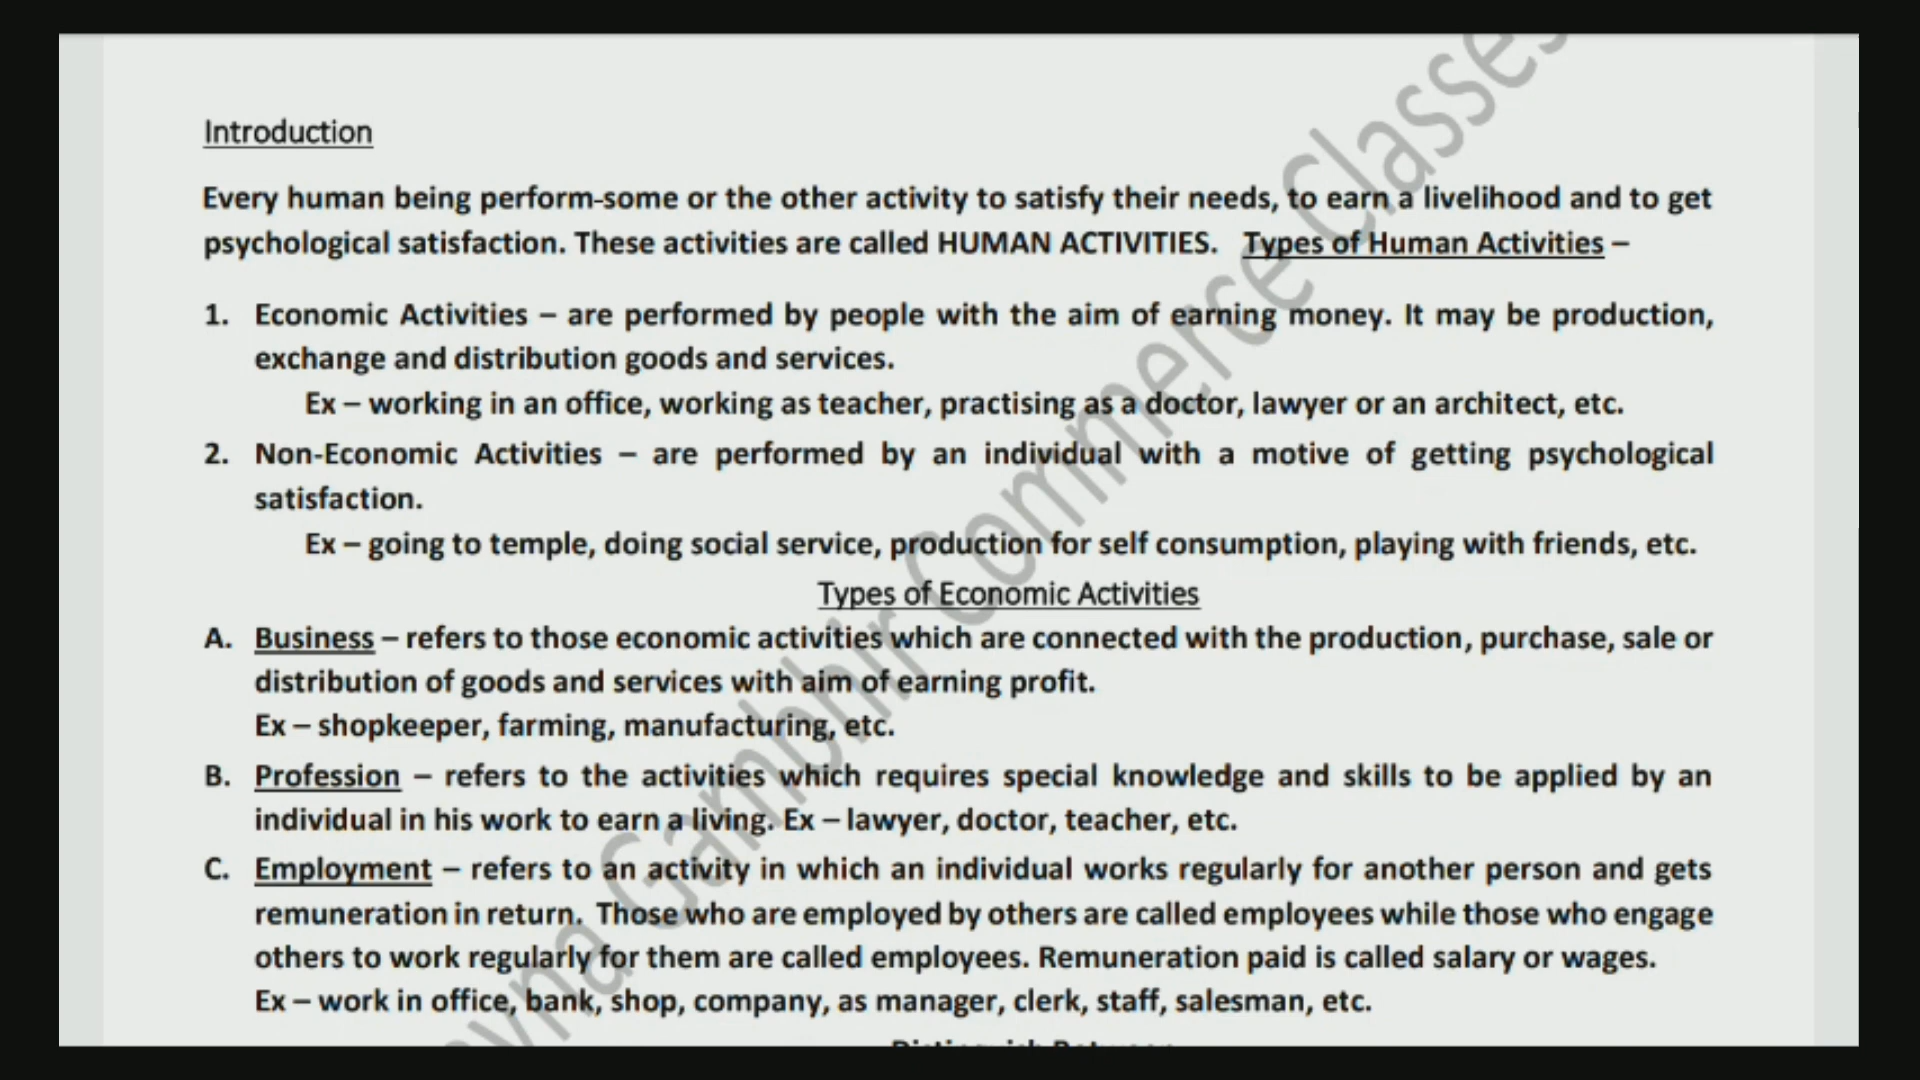 Introduction
Every human being perform-some or the other activity to satisfy their needs, to earn a livelihood and to get
psychological satisfaction. These activities are called HUMAN ACTIVITIES. Types of Human Activities –
1. Economic Activities – are performed by people with the aim of earning money. It may be production,
exchange and distribution goods and services.
Ex – working in an office, working as teacher, practising as a doctor, lawyer or an architect, etc.
2. Non-Economic Activities – are performed by an individual with a motive of getting psychological
satisfaction.
Ex – going to temple, doing social service, production for self consumption, playing with friends, etc.
Types of Economic Activities
A. Business – refers to those economic activities which are connected with the production, purchase, sale or
distribution of goods and services with aim of earning profit.
Ex – shopkeeper, farming, manufacturing, etc.
B. Profession – refers to the activities which requires special knowledge and skills to be applied by an
individual in his work to earn a living. Ex – lawyer, doctor, teacher, etc.
C. Employment – refers to an activity in which an individual works regularly for another person and gets
remuneration in return. Those who are employed by others are called employees while those who engage
others to work regularly for them are called employees. Remuneration paid is called salary or wages.
Ex – work in office, bank, shop, company, as manager, clerk, staff, salesman, etc.
Gambhir Commerce Classes